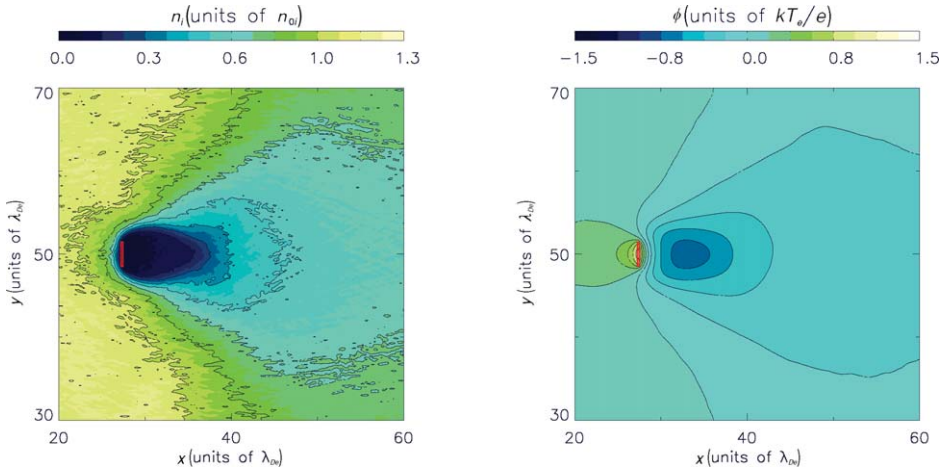 n_i (units of n_0i)
0.0 0.3 0.6 1.0 1.3
70
50
30
y (units of λ_De)
20 40 60
x (units of λ_De)
ϕ (units of kT_e/e)
−1.5 −0.8 0.0 0.8 1.5
70
50
30
y (units of λ_De)
20 40 60
x (units of λ_De)